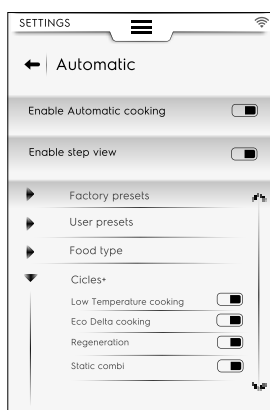 SETTINGS
Automatic
Enable Automatic cooking
Enable step view
Factory presets
User presets
Food type
Cicles+
Low Temperature cooking
Eco Delta cooking
Regeneration
Static combi